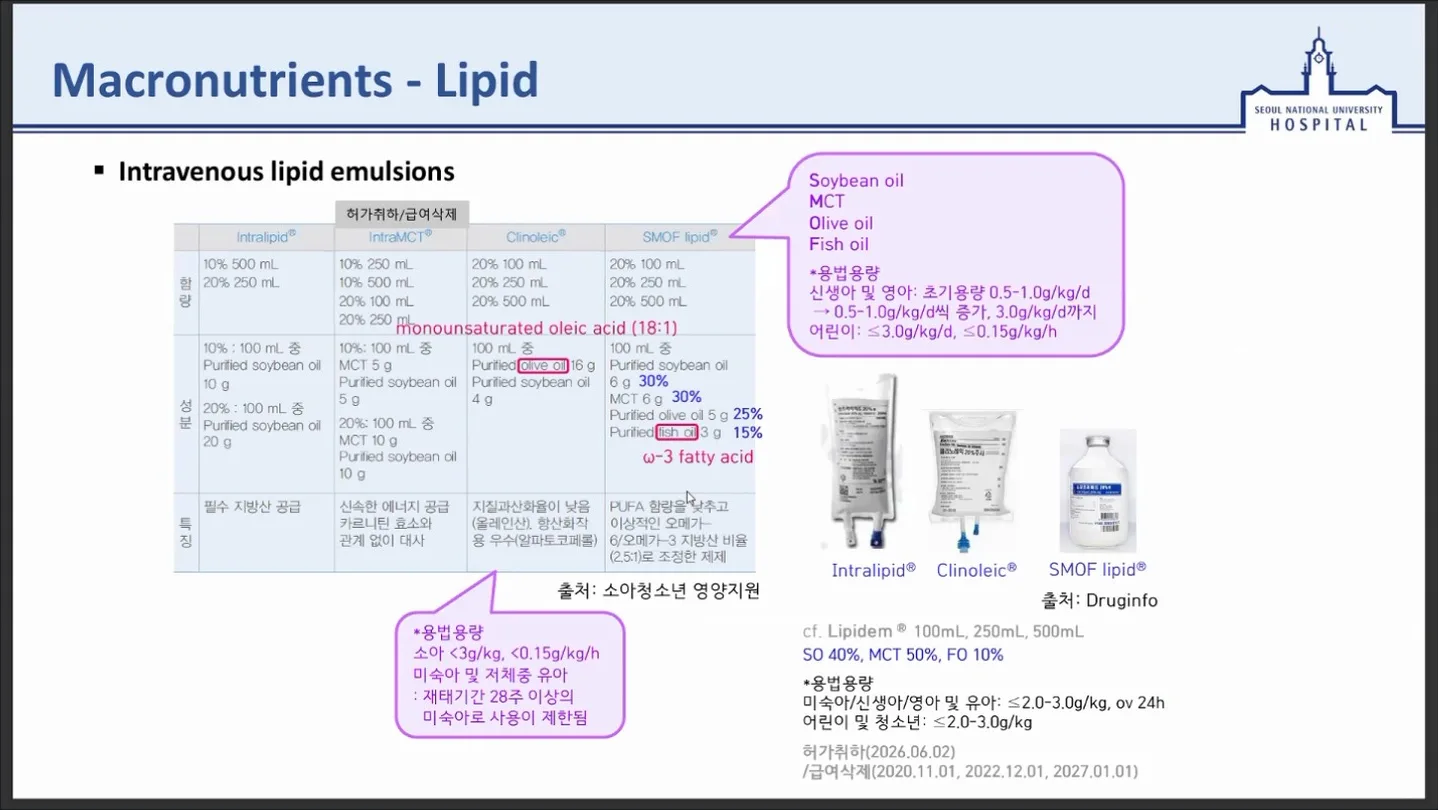 Macronutrients - Lipid
SEOUL NATIONAL UNIVERSITY
HOSPITAL
▪ Intravenous lipid emulsions
허가취하/급여삭제
Intralipid® IntraMCT® Clinoleic® SMOF lipid®
함량
10% 500 mL
20% 250 mL
10% 250 mL
10% 500 mL
20% 100 mL
20% 250 mL
20% 100 mL
20% 250 mL
20% 500 mL
20% 100 mL
20% 250 mL
20% 500 mL
monounsaturated oleic acid (18:1)
성분
10% : 100 mL 중
Purified soybean oil
10 g
20% : 100 mL 중
Purified soybean oil
20 g
10%: 100 mL 중
MCT 5 g
Purified soybean oil
5 g
20%: 100 mL 중
MCT 10 g
Purified soybean oil
10 g
100 mL 중
Purified olive oil 16 g
Purified soybean oil
4 g
100 mL 중
Purified soybean oil
6 g 30%
MCT 6 g 30%
Purified olive oil 5 g 25%
Purified fish oil 3 g 15%
ω-3 fatty acid
특징
필수 지방산 공급
신속한 에너지 공급
카르니틴 효소와
관계 없이 대사
지질과산화율이 낮음
(올레인산), 항산화작
용 우수(알파토코페롤)
PUFA 함량을 낮추고
이상적인 오메가-
6/오메가-3 지방산 비율
(2.5:1)로 조정한 제제
출처: 소아청소년 영양지원
*용법용량
소아 <3g/kg, <0.15g/kg/h
미숙아 및 저체중 유아
: 재태기간 28주 이상의
미숙아로 사용이 제한됨
Soybean oil
MCT
Olive oil
Fish oil
*용법용량
신생아 및 영아: 초기용량 0.5-1.0g/kg/d
→ 0.5-1.0g/kg/d씩 증가, 3.0g/kg/d까지
어린이: ≤3.0g/kg/d, ≤0.15g/kg/h
Intralipid® Clinoleic® SMOF lipid®
출처: Druginfo
cf. Lipidem ® 100mL, 250mL, 500mL
SO 40%, MCT 50%, FO 10%
*용법용량
미숙아/신생아/영아 및 유아: ≤2.0-3.0g/kg, ov 24h
어린이 및 청소년: ≤2.0-3.0g/kg
허가취하(2026.06.02)
/급여삭제(2020.11.01, 2022.12.01, 2027.01.01)